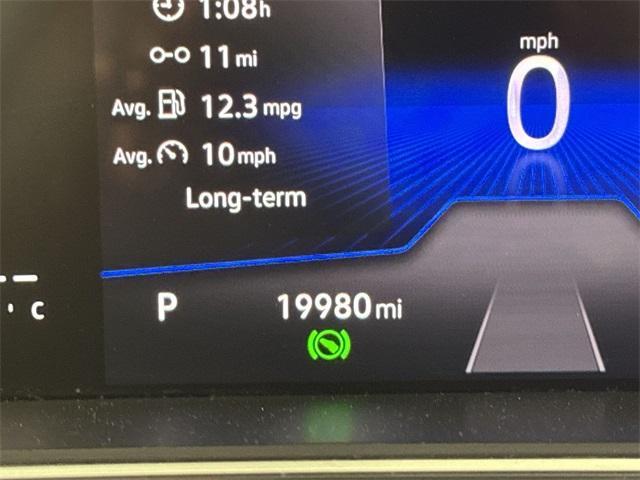 1:08h
11 mi
mph
0
Avg. 12.3 mpg
Avg. 10 mph
Long-term
C
P 19980 mi